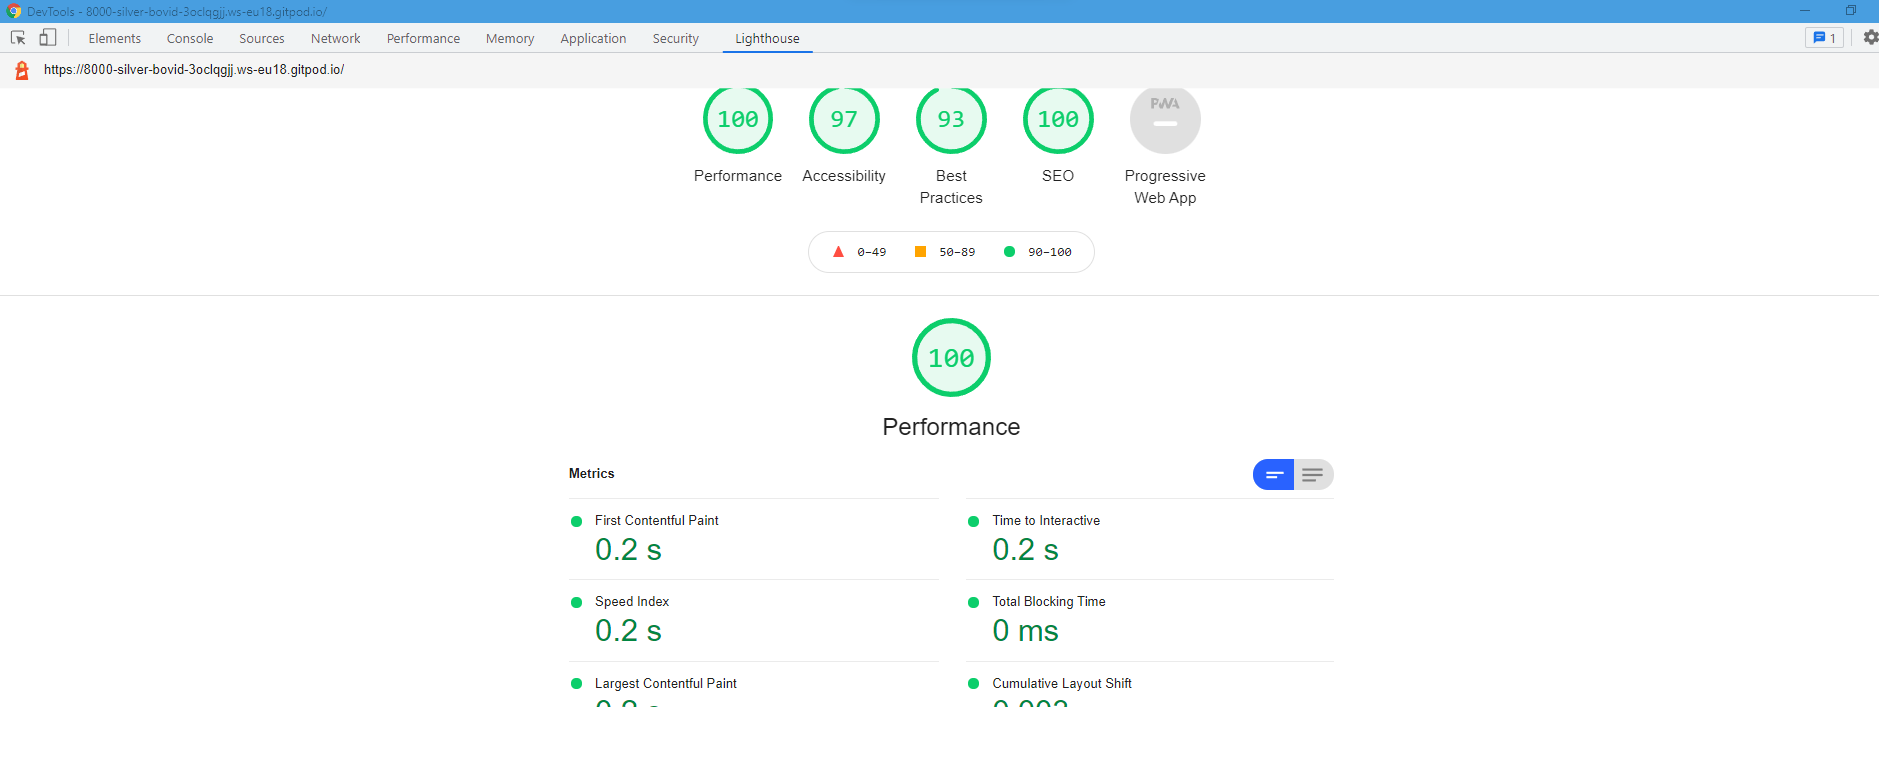 DevTools - 8000-silver-bovid-3oclqgjj.ws-eu18.gitpod.io/
Elements Console Sources Network Performance Memory Application Security Lighthouse 1
https://8000-silver-bovid-3oclqgjj.ws-eu18.gitpod.io/
100 97 93 100 PWA
Performance Accessibility Best Practices SEO Progressive Web App
0–49 50–89 90–100
100
Performance
Metrics
First Contentful Paint
0.2 s
Time to Interactive
0.2 s
Speed Index
0.2 s
Total Blocking Time
0 ms
Largest Contentful Paint
Cumulative Layout Shift